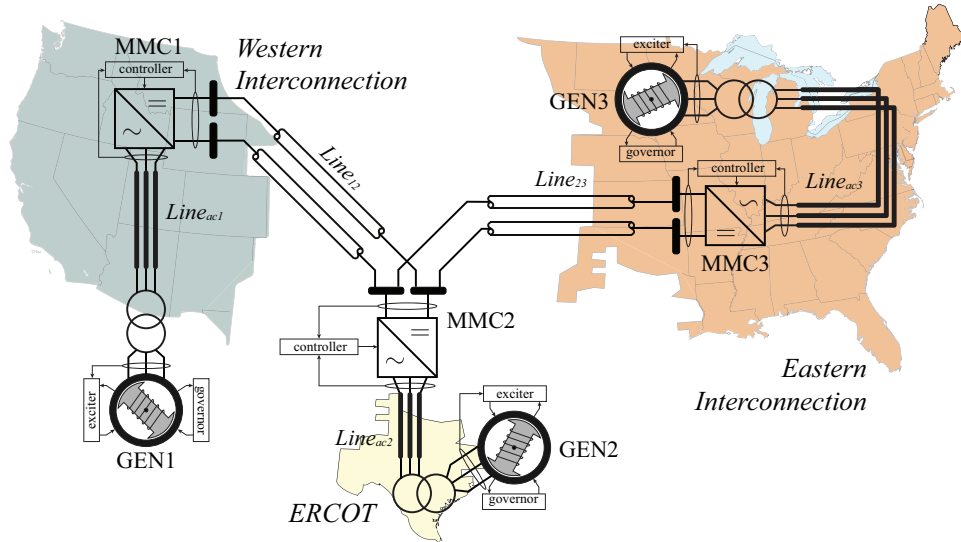 MMC1
controller
Western
Interconnection
exciter
GEN3
governor
Line12
Line23
controller
Lineac3
Lineac1
MMC3
MMC2
controller
Eastern
Interconnection
exciter
governor
GEN1
Lineac2
exciter
GEN2
governor
ERCOT